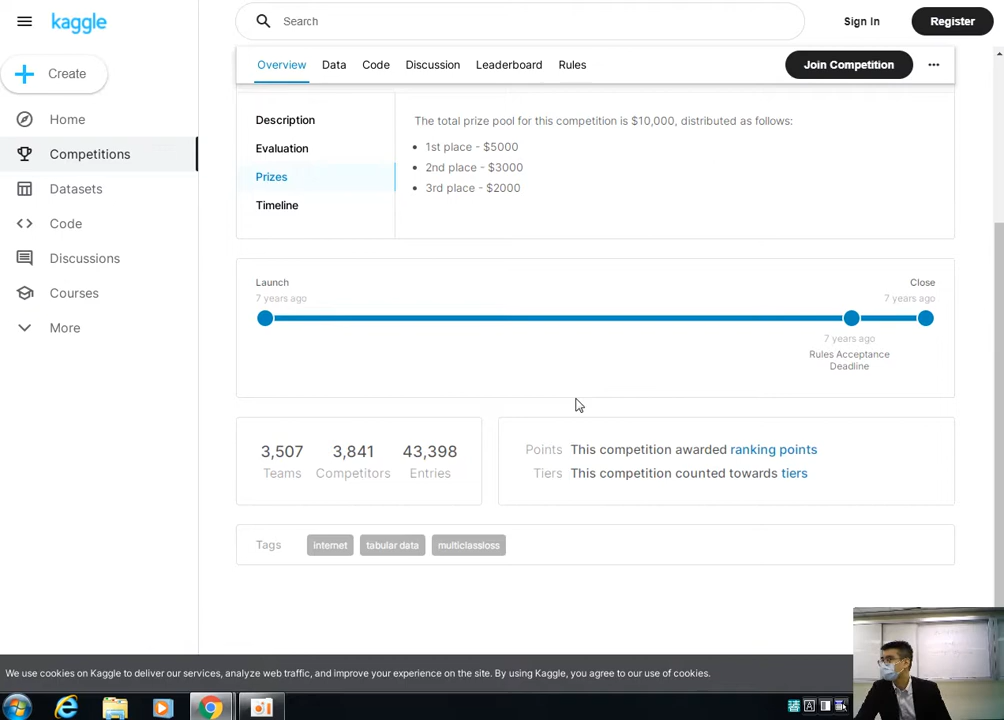 kaggle
Search
Sign In
Register
Overview
Data
Code
Discussion
Leaderboard
Rules
Join Competition
Create
Home
Competitions
Datasets
Code
Discussions
Courses
More
Description
Evaluation
Prizes
Timeline
The total prize pool for this competition is $10,000, distributed as follows:
1st place - $5000
2nd place - $3000
3rd place - $2000
Launch
7 years ago
Close
7 years ago
7 years ago
Rules Acceptance
Deadline
3,507
Teams
3,841
Competitors
43,398
Entries
Points This competition awarded ranking points
Tiers This competition counted towards tiers
Tags internet tabular data multiclassloss
We use cookies on Kaggle to deliver our services, analyze web traffic, and improve your experience on the site. By using Kaggle, you agree to our use of cookies.